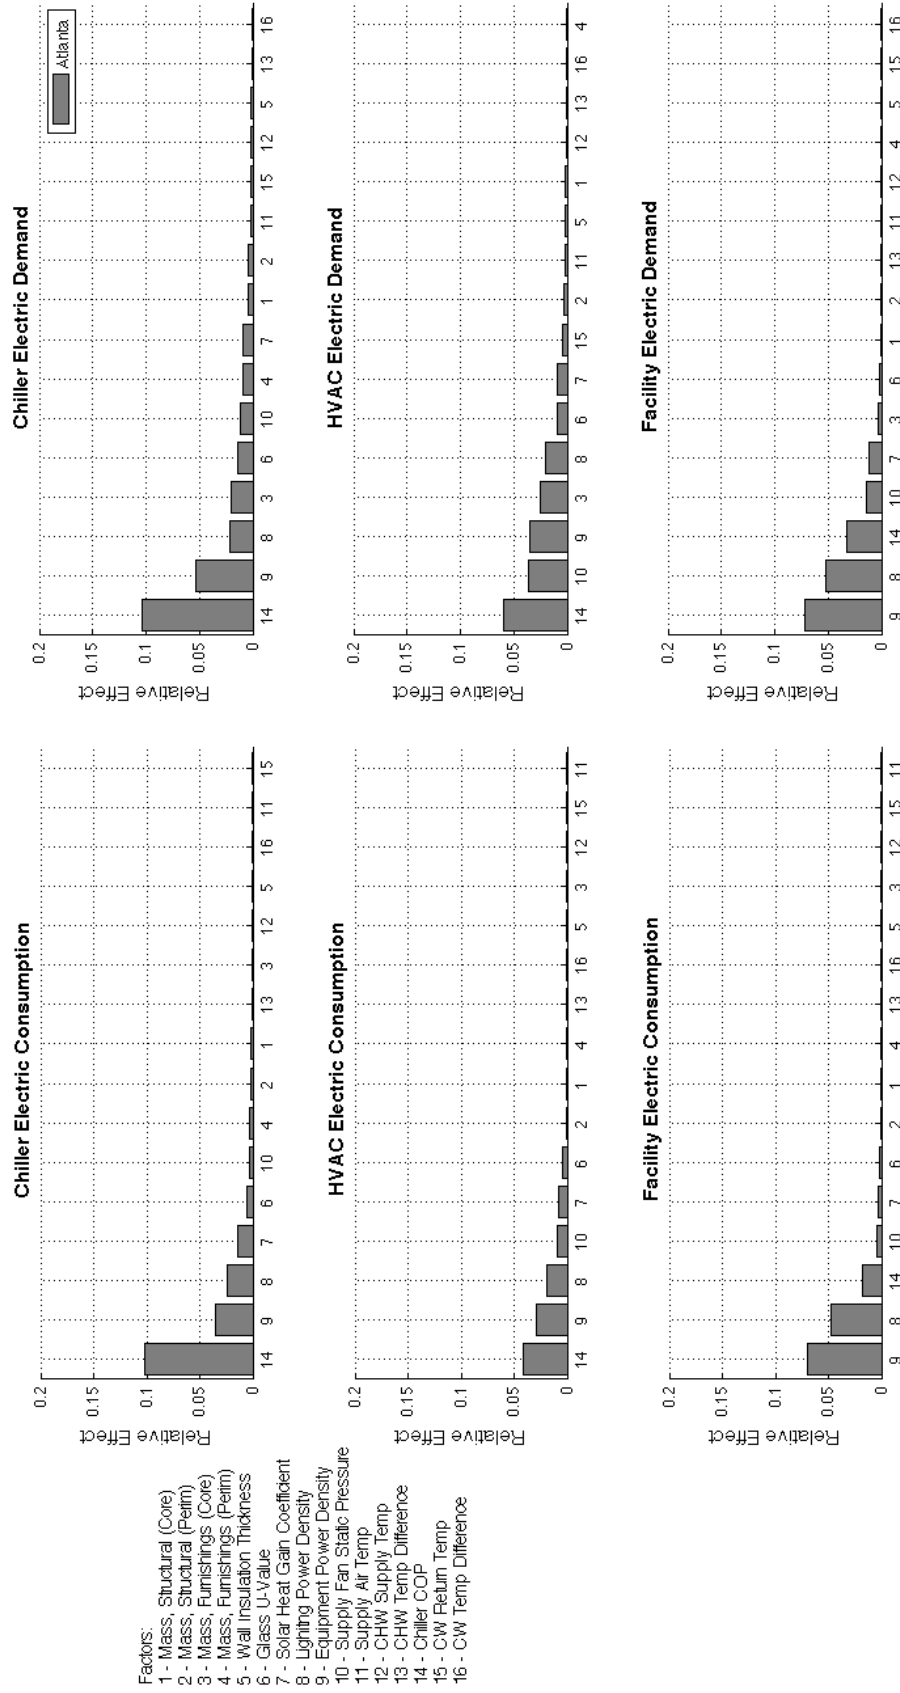 Factors:
1 - Mass, Structural (Core)
2 - Mass, Structural (Perim)
3 - Mass, Furnishings (Core)
4 - Mass, Furnishings (Perim)
5 - Wall Insulation Thickness
6 - Glass U-Value
7 - Solar Heat Gain Coefficient
8 - Lighting Power Density
9 - Equipment Power Density
10 - Supply Fan Static Pressure
11 - Supply Air Temp
12 - CHW Supply Temp
13 - CHW Temp Difference
14 - Chiller COP
15 - CW Return Temp
16 - CW Temp Difference
Chiller Electric Consumption
Relative Effect
0.2
0.15
0.1
0.05
0
14 9 8 7 6 10 4 2 1 13 3 12 5 16 11 15
Chiller Electric Demand
Atlanta
Relative Effect
0.2
0.15
0.1
0.05
0
14 9 8 3 6 10 4 7 1 2 11 15 12 5 13 16
HVAC Electric Consumption
Relative Effect
0.2
0.15
0.1
0.05
0
14 9 8 10 7 6 2 1 4 13 16 5 3 12 15 11
HVAC Electric Demand
Relative Effect
0.2
0.15
0.1
0.05
0
14 10 9 3 8 6 7 15 2 11 5 1 12 13 16 4
Facility Electric Consumption
Relative Effect
0.2
0.15
0.1
0.05
0
9 8 14 10 7 6 2 1 4 13 16 5 3 12 15 11
Facility Electric Demand
Relative Effect
0.2
0.15
0.1
0.05
0
9 8 14 10 7 3 6 1 2 13 11 12 4 5 15 16